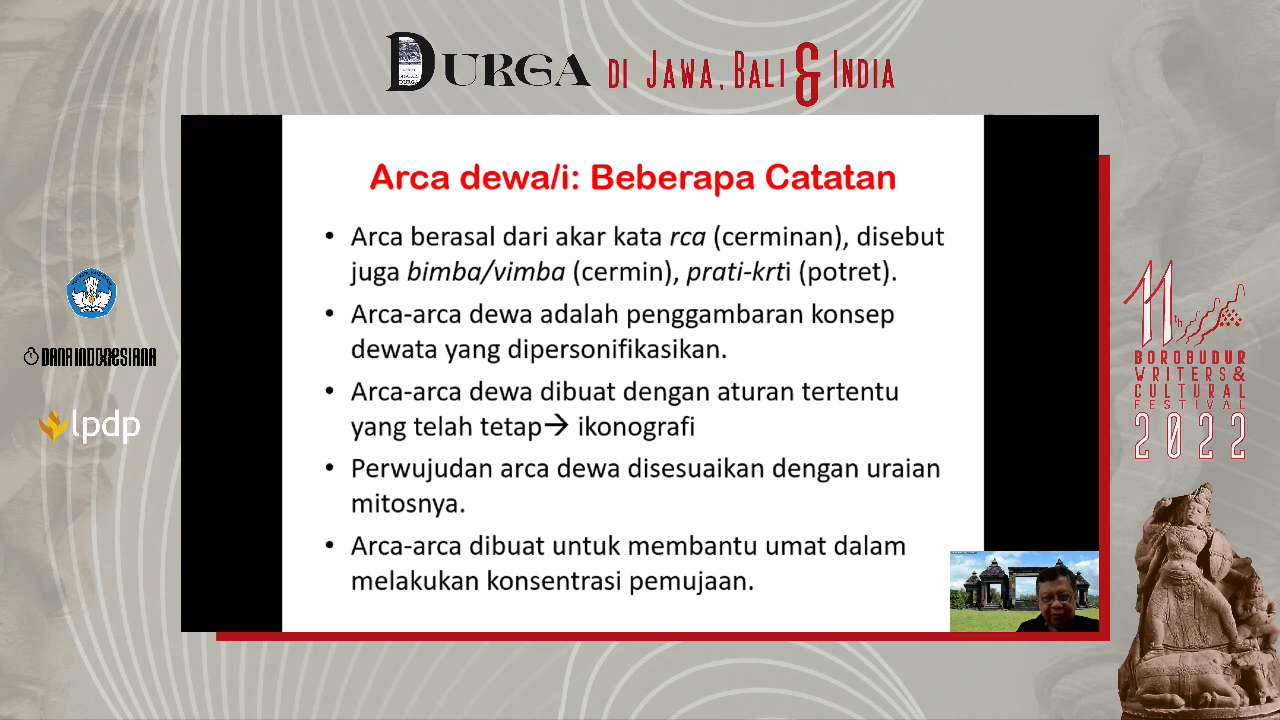 DURGA DI JAWA, BALI & INDIA
Arca dewa/i: Beberapa Catatan
• Arca berasal dari akar kata rca (cerminan), disebut
juga bimba/vimba (cermin), prati-krti (potret).
• Arca-arca dewa adalah penggambaran konsep
dewata yang dipersonifikasikan.
• Arca-arca dewa dibuat dengan aturan tertentu
yang telah tetap→ ikonografi
• Perwujudan arca dewa disesuaikan dengan uraian
mitosnya.
• Arca-arca dibuat untuk membantu umat dalam
melakukan konsentrasi pemujaan.
DANA INDONESIANA
lpdp
11th
BOROBUDUR
WRITERS &
CULTURAL
FESTIVAL
2022